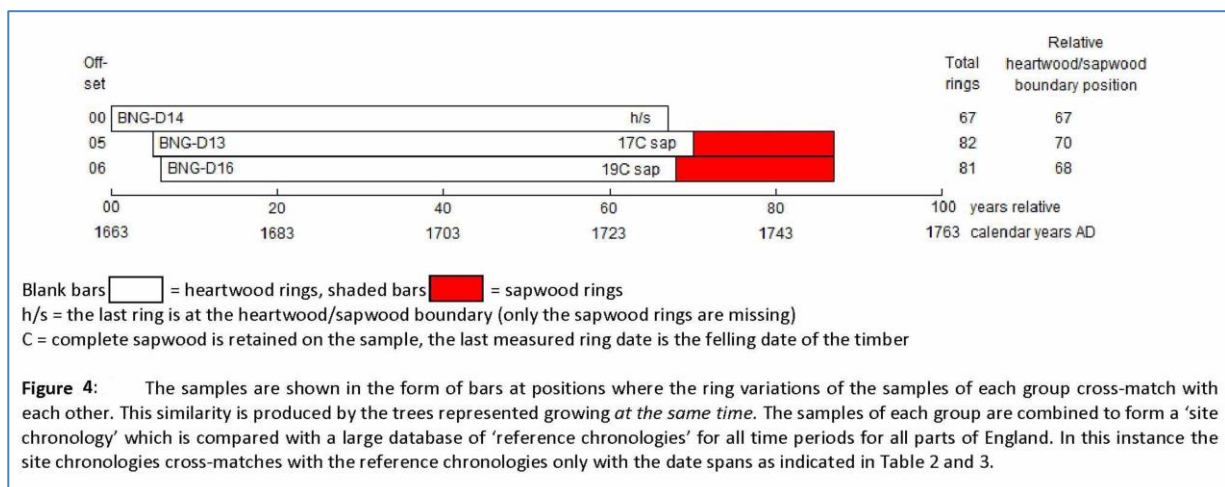 Relative
Off- Total heartwood/sapwood
set rings boundary position
00 BNG-D14 h/s 67 67
05 BNG-D13 17C sap 82 70
06 BNG-D16 19C sap 81 68
00 20 40 60 80 100 years relative
1663 1683 1703 1723 1743 1763 calendar years AD
Blank bars = heartwood rings, shaded bars = sapwood rings
h/s = the last ring is at the heartwood/sapwood boundary (only the sapwood rings are missing)
C = complete sapwood is retained on the sample, the last measured ring date is the felling date of the timber
Figure 4: The samples are shown in the form of bars at positions where the ring variations of the samples of each group cross-match with
each other. This similarity is produced by the trees represented growing at the same time. The samples of each group are combined to form a ‘site
chronology’ which is compared with a large database of ‘reference chronologies’ for all time periods for all parts of England. In this instance the
site chronologies cross-matches with the reference chronologies only with the date spans as indicated in Table 2 and 3.